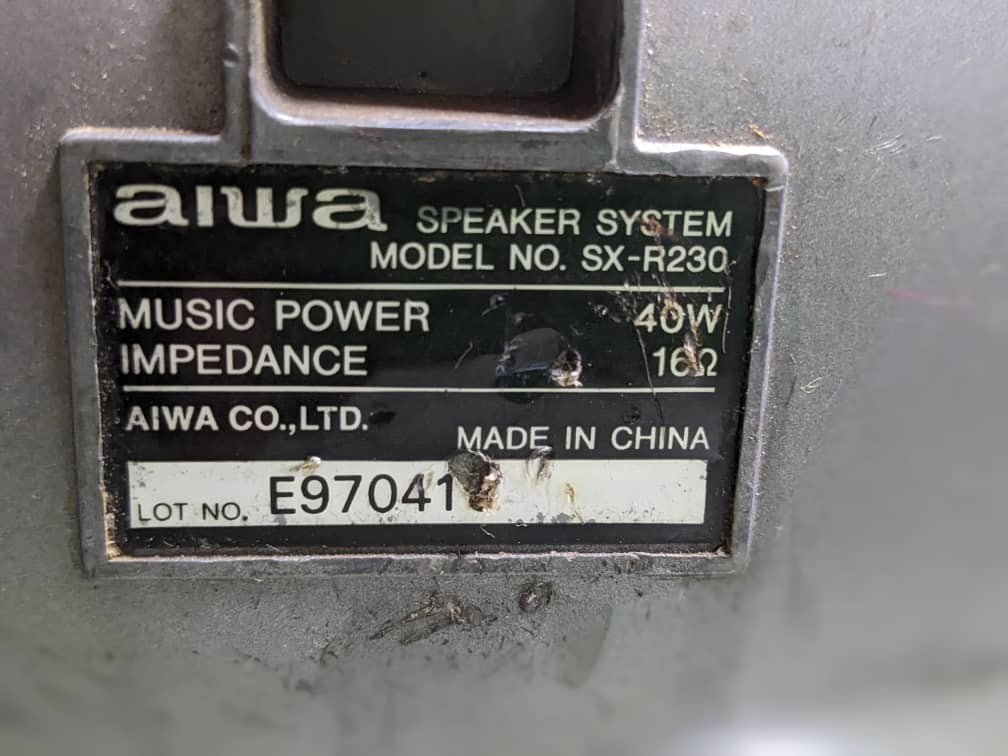 aiwa SPEAKER SYSTEM
MODEL NO. SX-R230
MUSIC POWER 40W
IMPEDANCE 16Ω
AIWA CO.,LTD.
MADE IN CHINA
LOT NO.